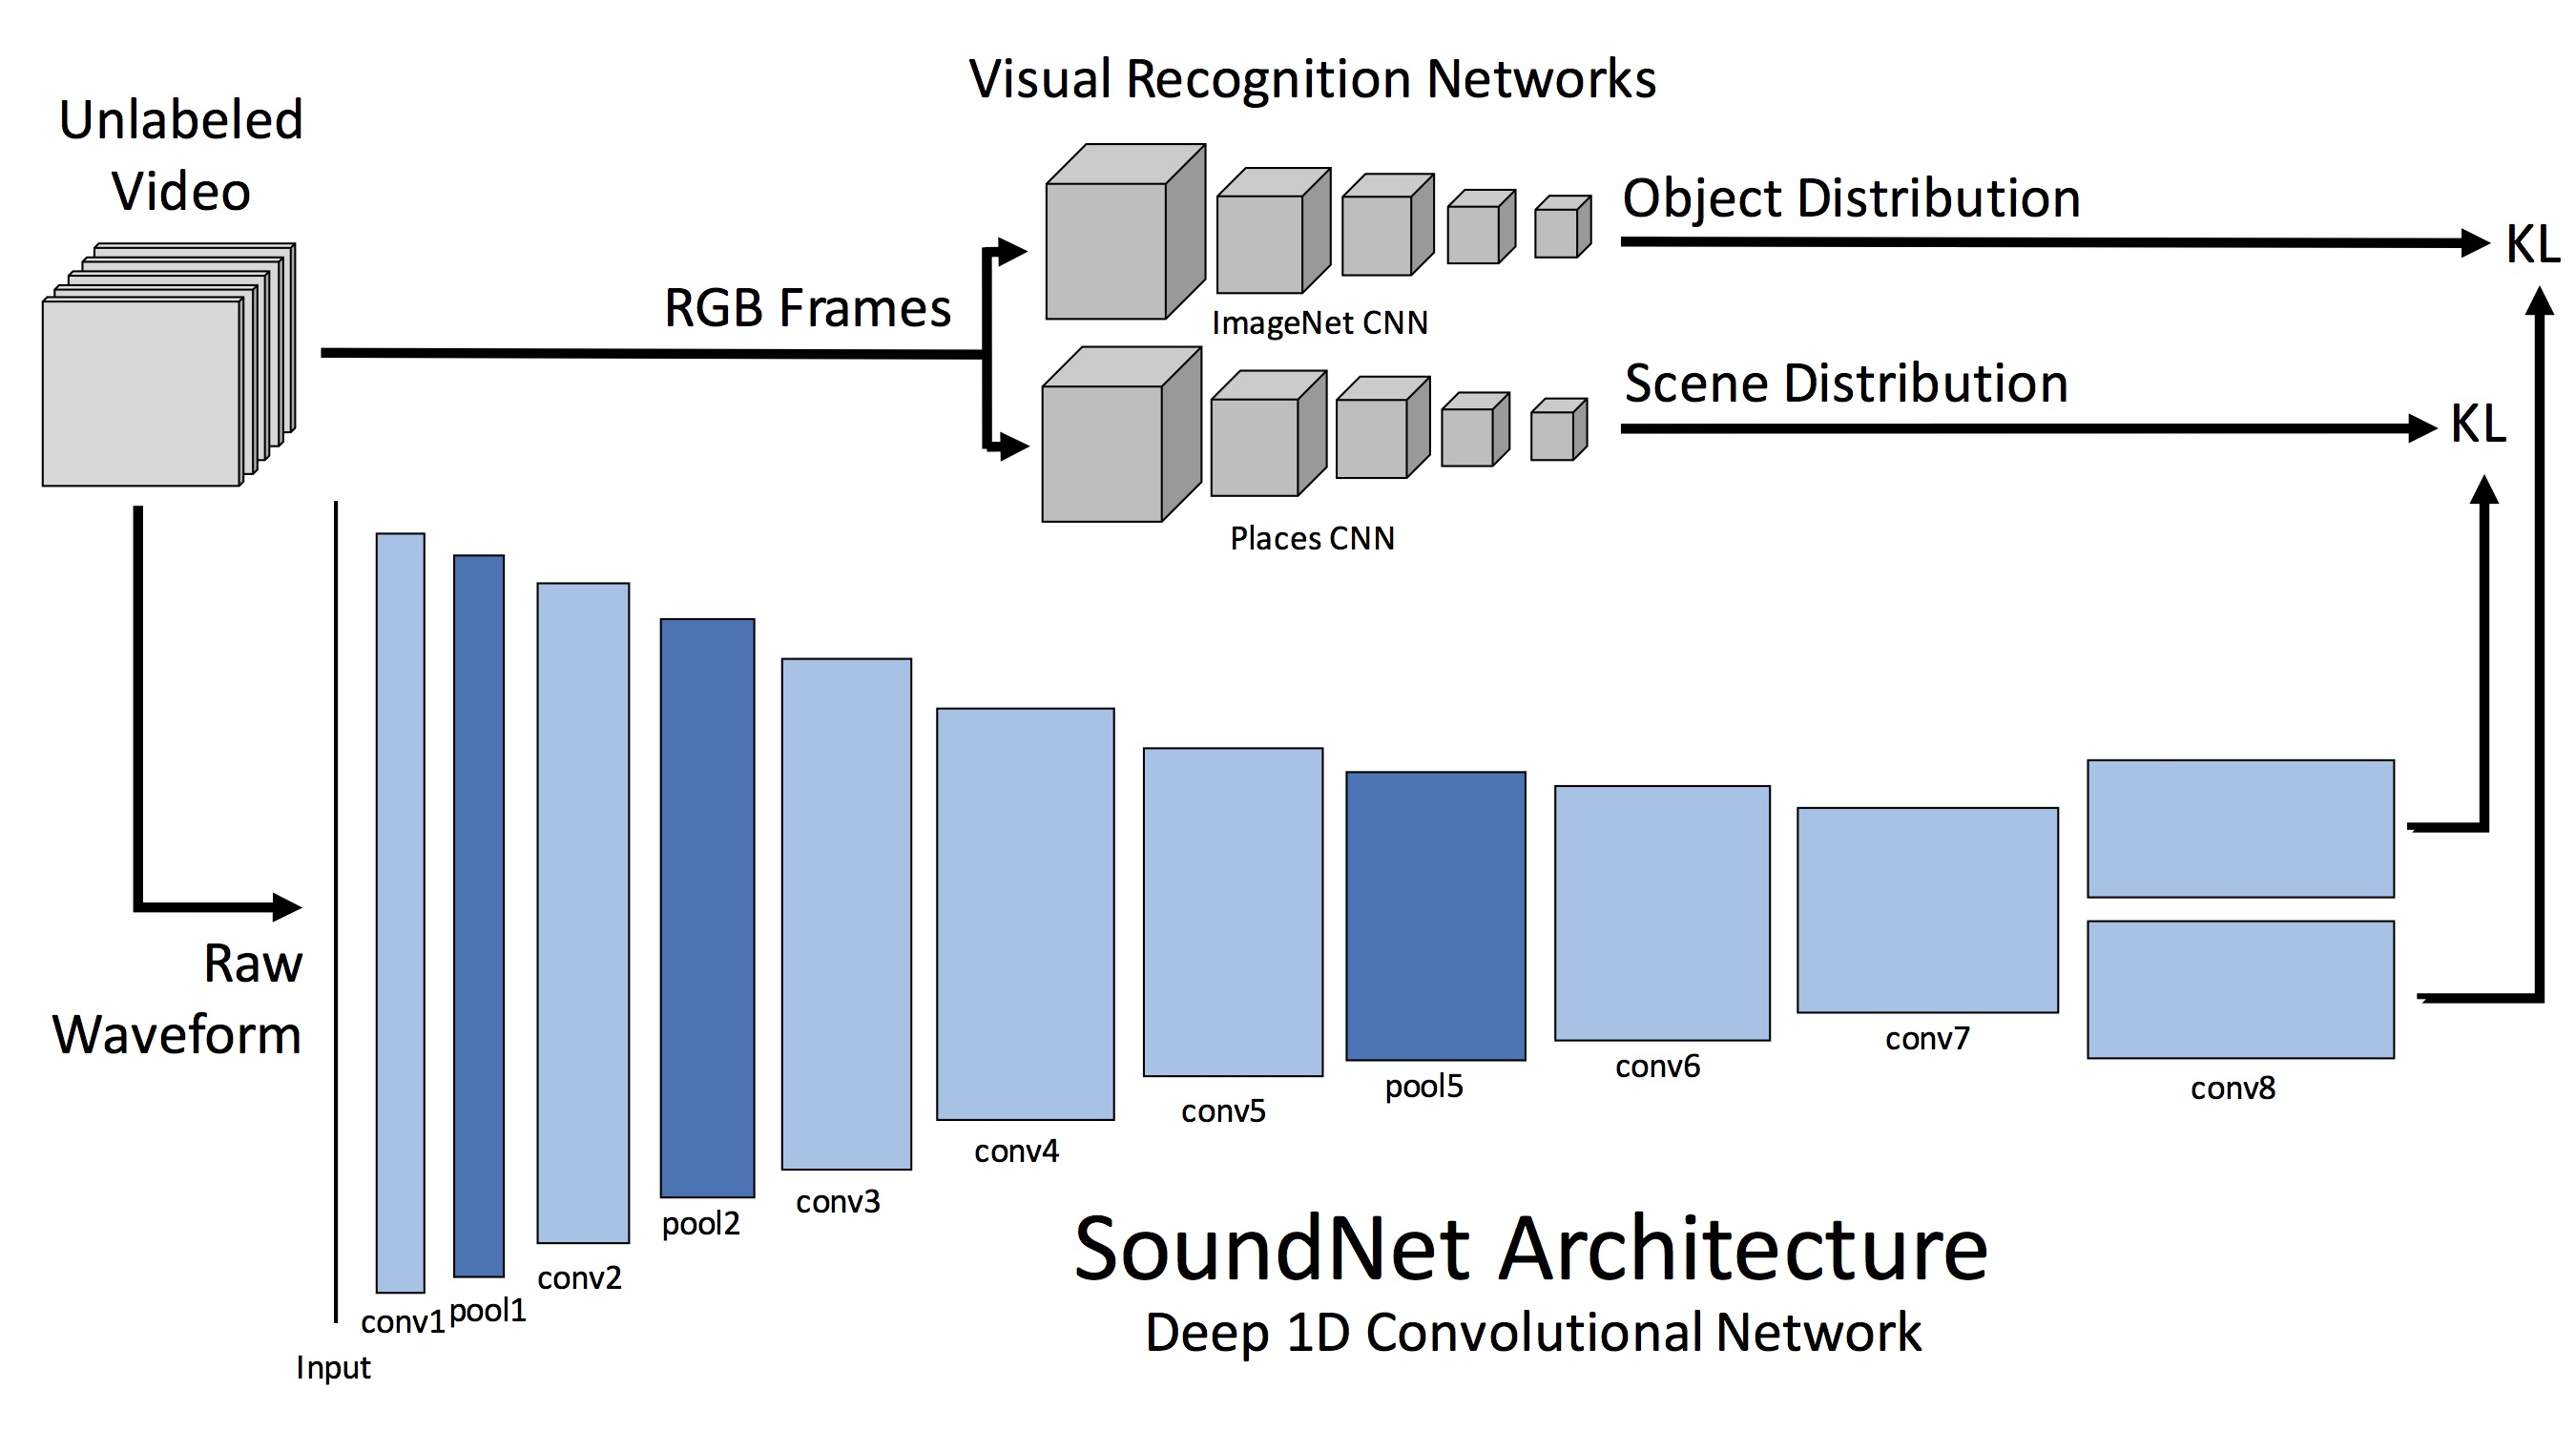 Visual Recognition Networks
Unlabeled
Video
Object Distribution
KL
RGB Frames
ImageNet CNN
Scene Distribution
KL
Places CNN
Raw
Waveform
Input
conv1
pool1
conv2
pool2
conv3
conv4
conv5
pool5
conv6
conv7
conv8
SoundNet Architecture
Deep 1D Convolutional Network